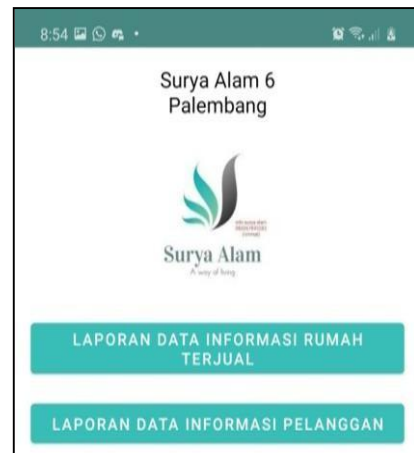 8:54
Surya Alam 6
Palembang
Surya Alam
A way of living
LAPORAN DATA INFORMASI RUMAH
TERJUAL
LAPORAN DATA INFORMASI PELANGGAN